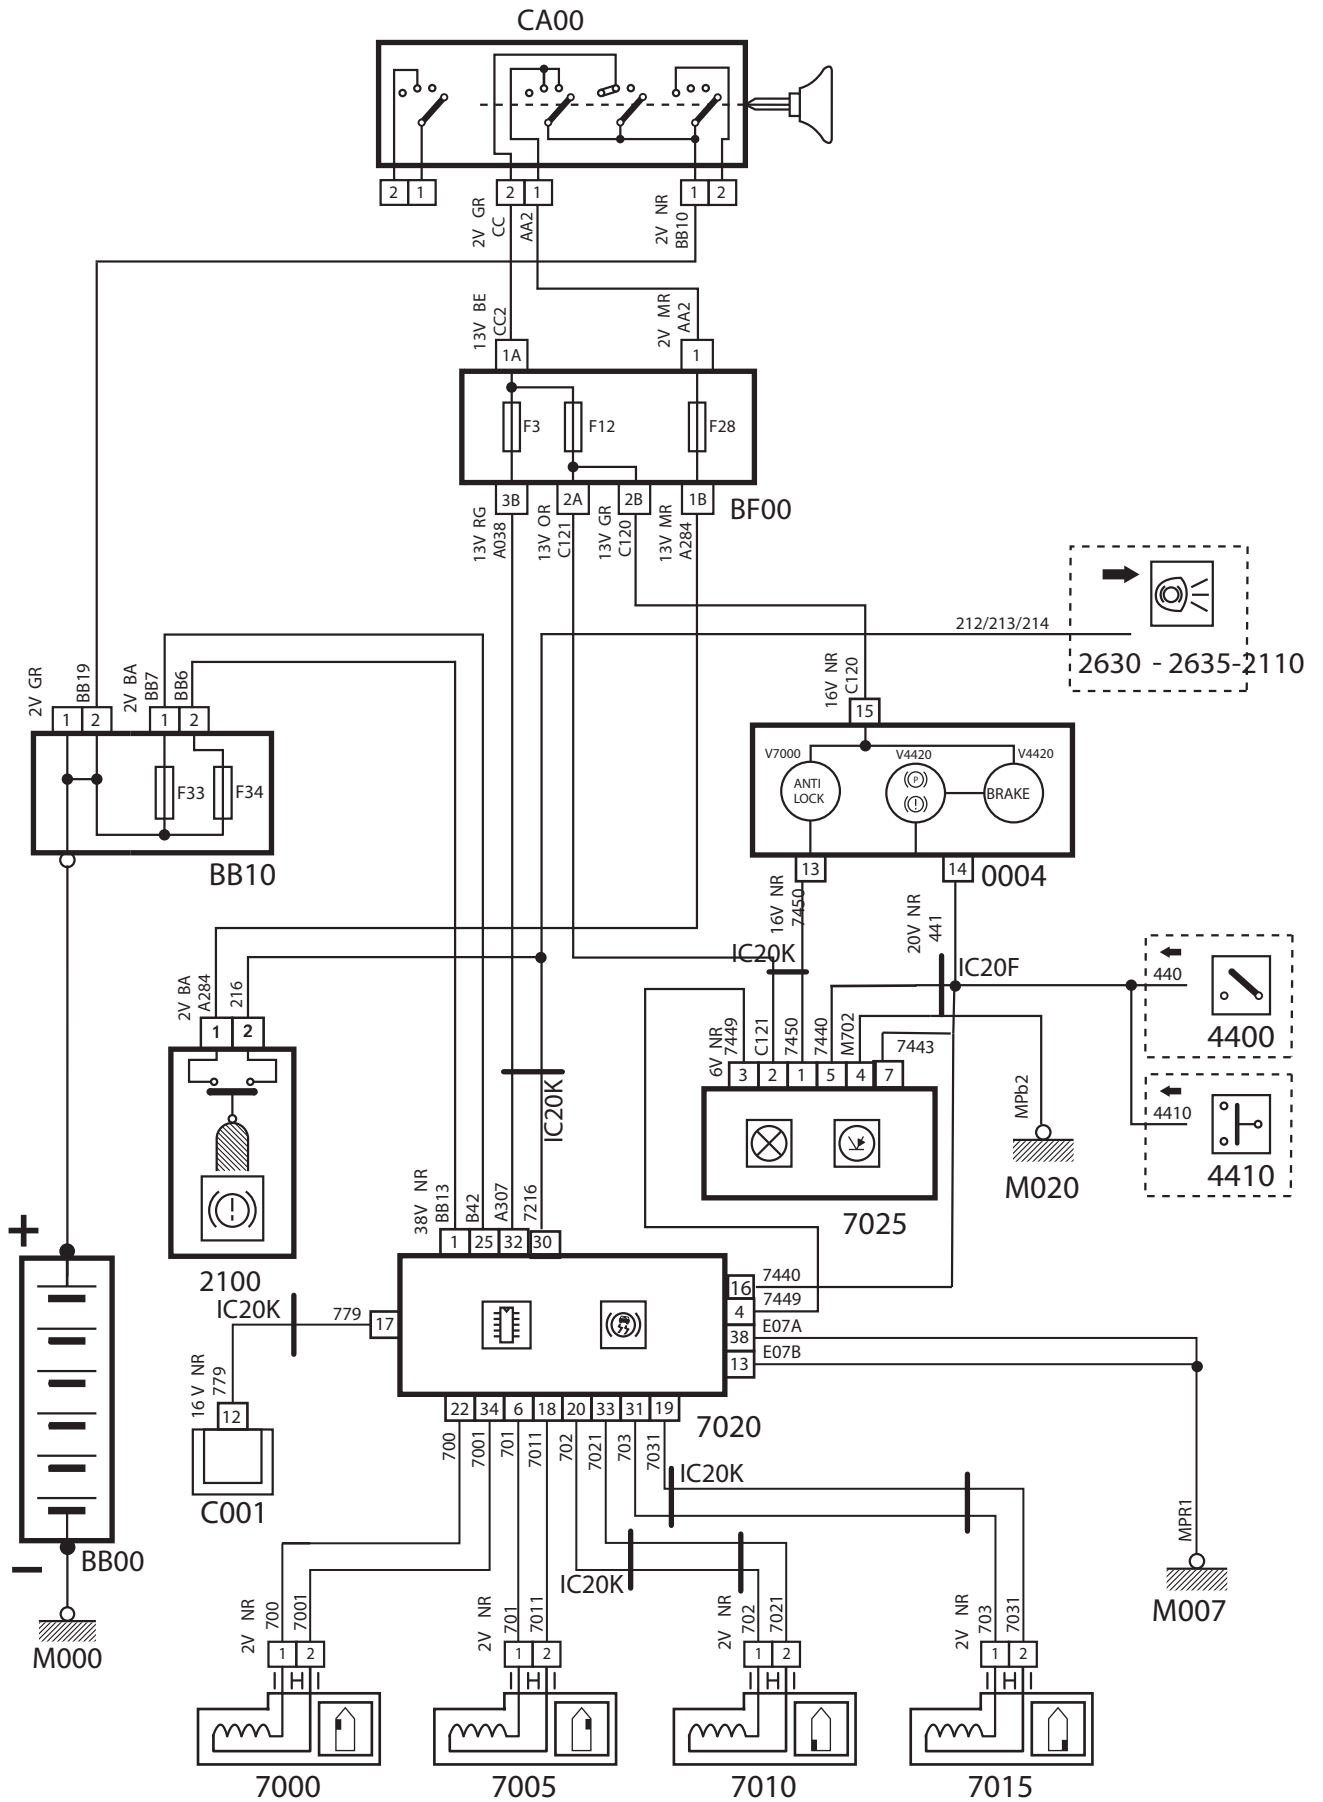 CA00
2 1
2 1
1 2
2V GR
CC
AA2
2V NR
BB10
13V BE
CC2
2V MR
AA2
1A
1
F3
F12
F28
3B
2A
2B
1B
BF00
13V RG
A038
13V OR
C121
13V GR
C120
13V MR
A284
212/213/214
2630 - 2635-2110
2V GR
BB19
2V BA
BB7
BB6
1 2
1 2
F33
F34
BB10
16V NR
C120
15
V7000
V4420
V4420
ANTI
LOCK
P
!
BRAKE
13
14
0004
16V NR
7450
20V NR
441
IC20K
IC20F
440
4400
4410
4410
2V BA
A284
216
1 2
!
2100
IC20K
6V NR
7449
C121
7450
7440
M702
7443
3 2 1 5 4 7
7025
MPb2
M020
38V NR
BB13
B42
A307
7216
1 25 32 30
+
IC20K
779
17
16
7440
4
7449
38
E07A
13
E07B
16 V NR
779
12
C001
22 34 6 18 20 33 31 19
7020
700
7001
701
7011
702
7021
703
7031
IC20K
IC20K
BB00
–
M000
MPR1
M007
2V NR
700
7001
2V NR
701
7011
2V NR
702
7021
2V NR
703
7031
1 2
1 2
1 2
1 2
7000
7005
7010
7015